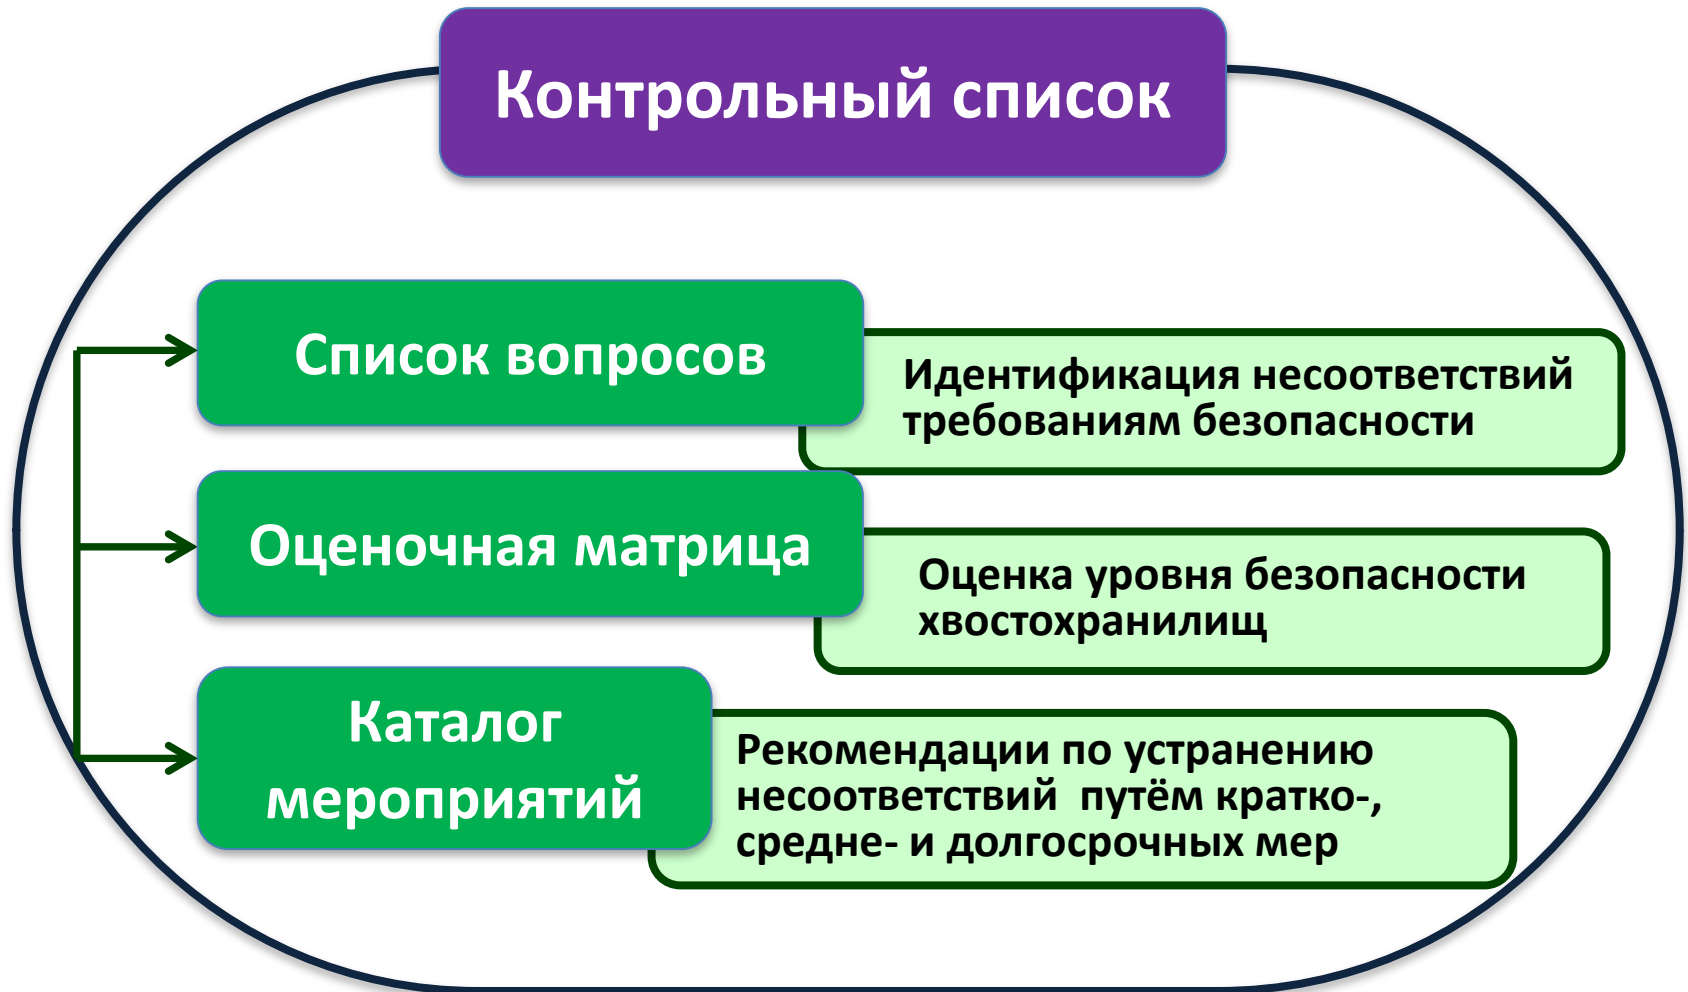 Контрольный список
Список вопросов
Идентификация несоответствий
требованиям безопасности
Оценочная матрица
Оценка уровня безопасности
хвостохранилищ
Каталог
мероприятий
Рекомендации по устранению
несоответствий путём кратко-,
средне- и долгосрочных мер